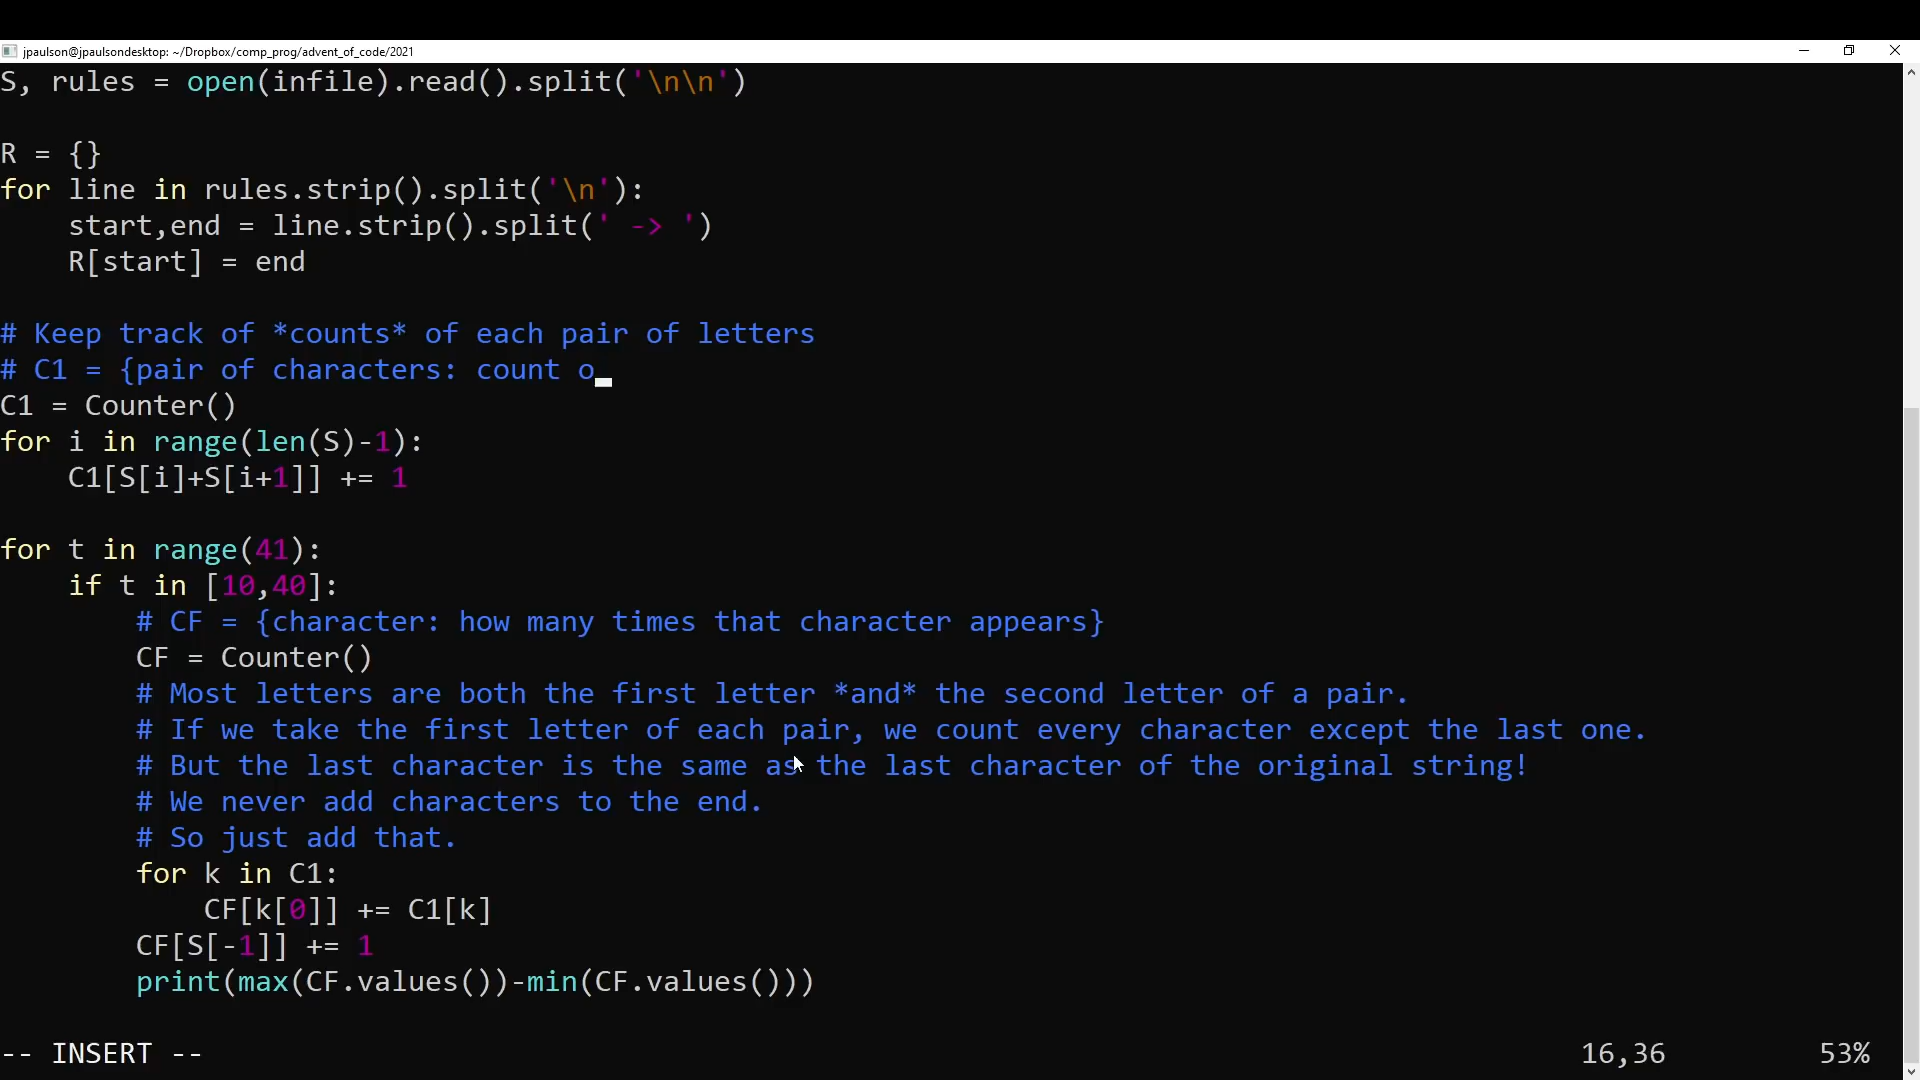 jpaulson@jpaulsondesktop: ~/Dropbox/comp_prog/advent_of_code/2021
S, rules = open(infile).read().split('\n\n')
R = {}
for line in rules.strip().split('\n'):
    start,end = line.strip().split(' -> ')
    R[start] = end
# Keep track of *counts* of each pair of letters
# C1 = {pair of characters: count o
C1 = Counter()
for i in range(len(S)-1):
    C1[S[i]+S[i+1]] += 1
for t in range(41):
    if t in [10,40]:
        # CF = {character: how many times that character appears}
        CF = Counter()
        # Most letters are both the first letter *and* the second letter of a pair.
        # If we take the first letter of each pair, we count every character except the last one.
        # But the last character is the same as the last character of the original string!
        # We never add characters to the end.
        # So just add that.
        for k in C1:
            CF[k[0]] += C1[k]
        CF[S[-1]] += 1
        print(max(CF.values())-min(CF.values()))
-- INSERT -- 16,36 53%